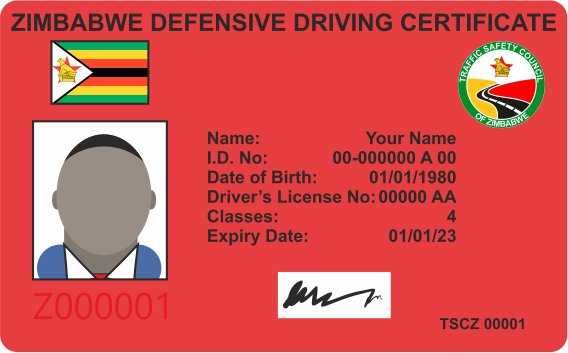 ZIMBABWE DEFENSIVE DRIVING CERTIFICATE
TRAFFIC SAFETY COUNCIL
OF ZIMBABWE
Name: Your Name
I.D. No: 00-000000 A 00
Date of Birth: 01/01/1980
Driver's License No: 00000 AA
Classes: 4
Expiry Date: 01/01/23
Z000001
TSCZ 00001